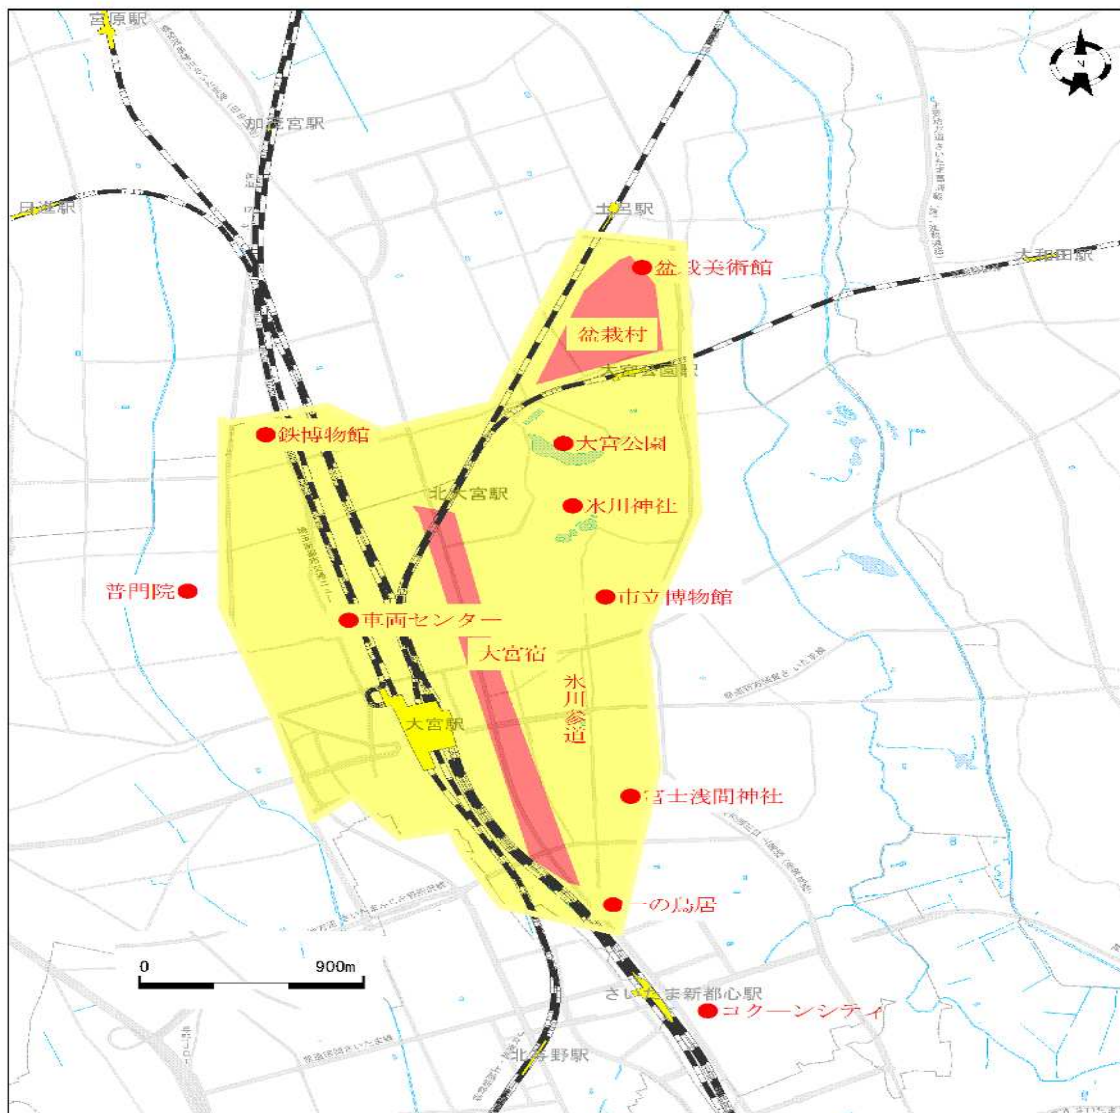 宮原駅
加茂宮駅
日進駅
土呂駅
大和田駅
盆栽美術館
盆栽村
大宮公園駅
鉄博物館
大宮公園
北大宮駅
氷川神社
普門院
市立博物館
車両センター
大宮宿
氷川参道
大宮駅
富士浅間神社
一の鳥居
0 900m
さいたま新都心駅
コクーンシティ
北与野駅
N